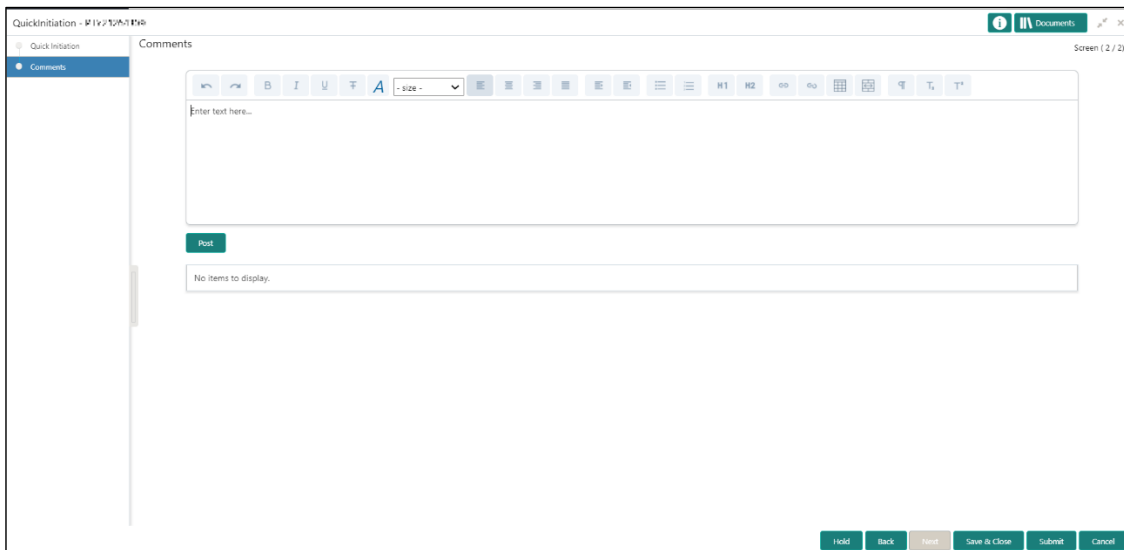 QuickInitiation -
Documents
Quick Initiation
Comments
Comments
Screen ( 2 / 2)
B I U T A - size - H1 H2
Enter text here...
Post
No items to display.
Hold Back Next Save & Close Submit Cancel